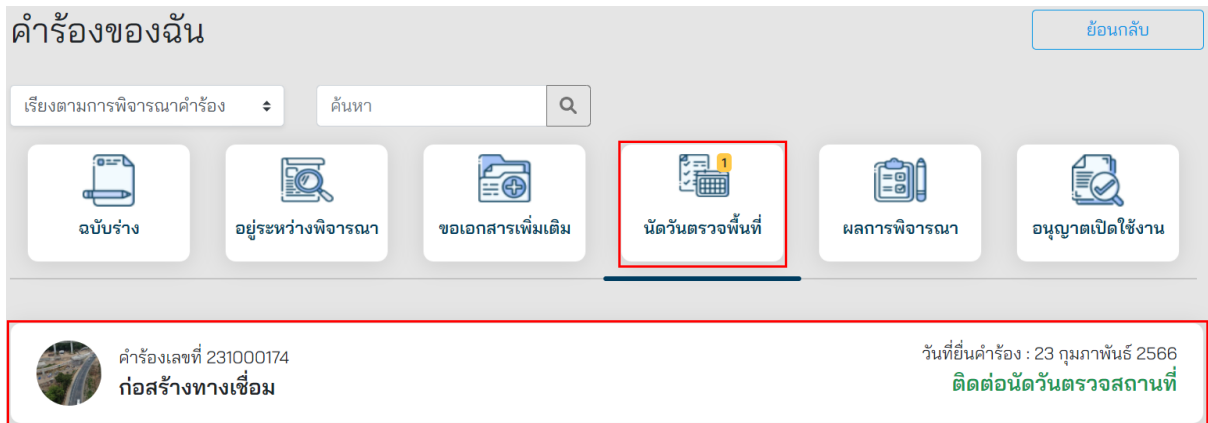 คำร้องของฉัน
ย้อนกลับ
เรียงตามการพิจารณาคำร้อง
ค้นหา
1
ฉบับร่าง
อยู่ระหว่างพิจารณา
ขอเอกสารเพิ่มเติม
นัดวันตรวจพื้นที่
ผลการพิจารณา
อนุญาตเปิดใช้งาน
คำร้องเลขที่ 231000174
วันที่ยื่นคำร้อง : 23 กุมภาพันธ์ 2566
ก่อสร้างทางเชื่อม
ติดต่อนัดวันตรวจสถานที่